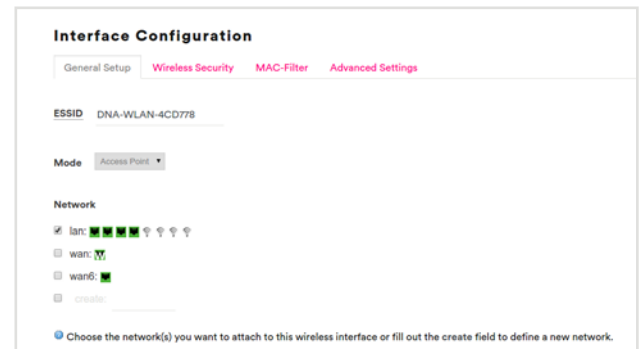 Interface Configuration
General Setup Wireless Security MAC-Filter Advanced Settings
ESSID DNA-WLAN-4CD778
Mode Access Point
Network
lan:
wan:
wan6:
create:
Choose the network(s) you want to attach to this wireless interface or fill out the create field to define a new network.